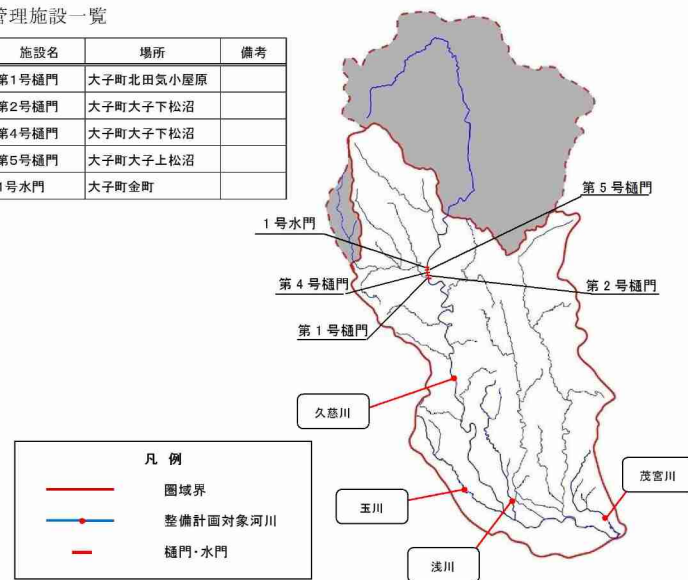 管理施設一覧
施設名 場所 備考
第1号樋門 大子町北田気小屋原
第2号樋門 大子町大子下松沼
第4号樋門 大子町大子下松沼
第5号樋門 大子町大子上松沼
1号水門 大子町金町
第5号樋門
1号水門
第4号樋門
第2号樋門
第1号樋門
久慈川
茂宮川
玉川
浅川
凡例
圏域界
整備計画対象河川
樋門・水門